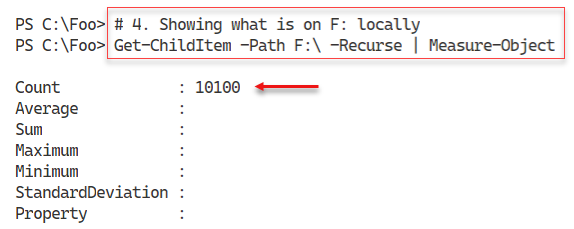 PS C:\Foo> # 4. Showing what is on F: locally
PS C:\Foo> Get-ChildItem -Path F:\ -Recurse | Measure-Object
Count             : 10100
Average           :
Sum               :
Maximum           :
Minimum           :
StandardDeviation :
Property          :